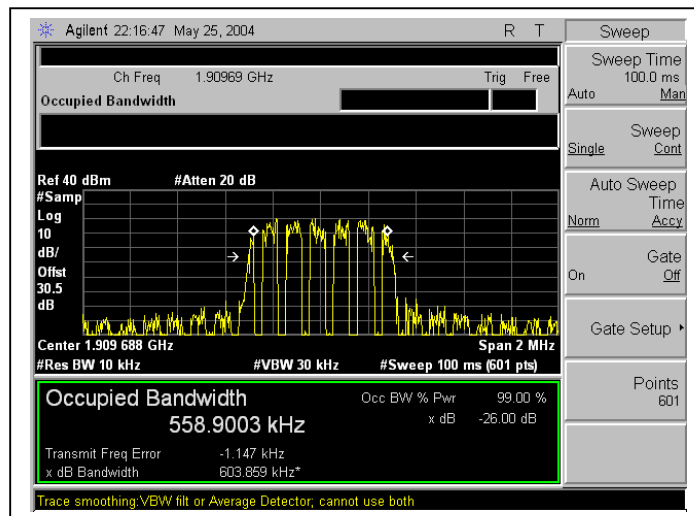 Agilent 22:16:47 May 25, 2004 R T
Sweep
Ch Freq 1.90969 GHz Trig Free
Occupied Bandwidth
Sweep Time
100.0 ms
Auto Man
Sweep
Single Cont
Auto Sweep
Time
Norm Accy
Gate
On Off
Gate Setup
Points
601
Ref 40 dBm #Atten 20 dB
#Samp
Log
10
dB/
Offst
30.5
dB
Center 1.909 688 GHz Span 2 MHz
#Res BW 10 kHz #VBW 30 kHz #Sweep 100 ms (601 pts)
Occupied Bandwidth Occ BW % Pwr 99.00 %
558.9003 kHz x dB -26.00 dB
Transmit Freq Error -1.147 kHz
x dB Bandwidth 603.859 kHz*
Trace smoothing:VBW filt or Average Detector; cannot use both